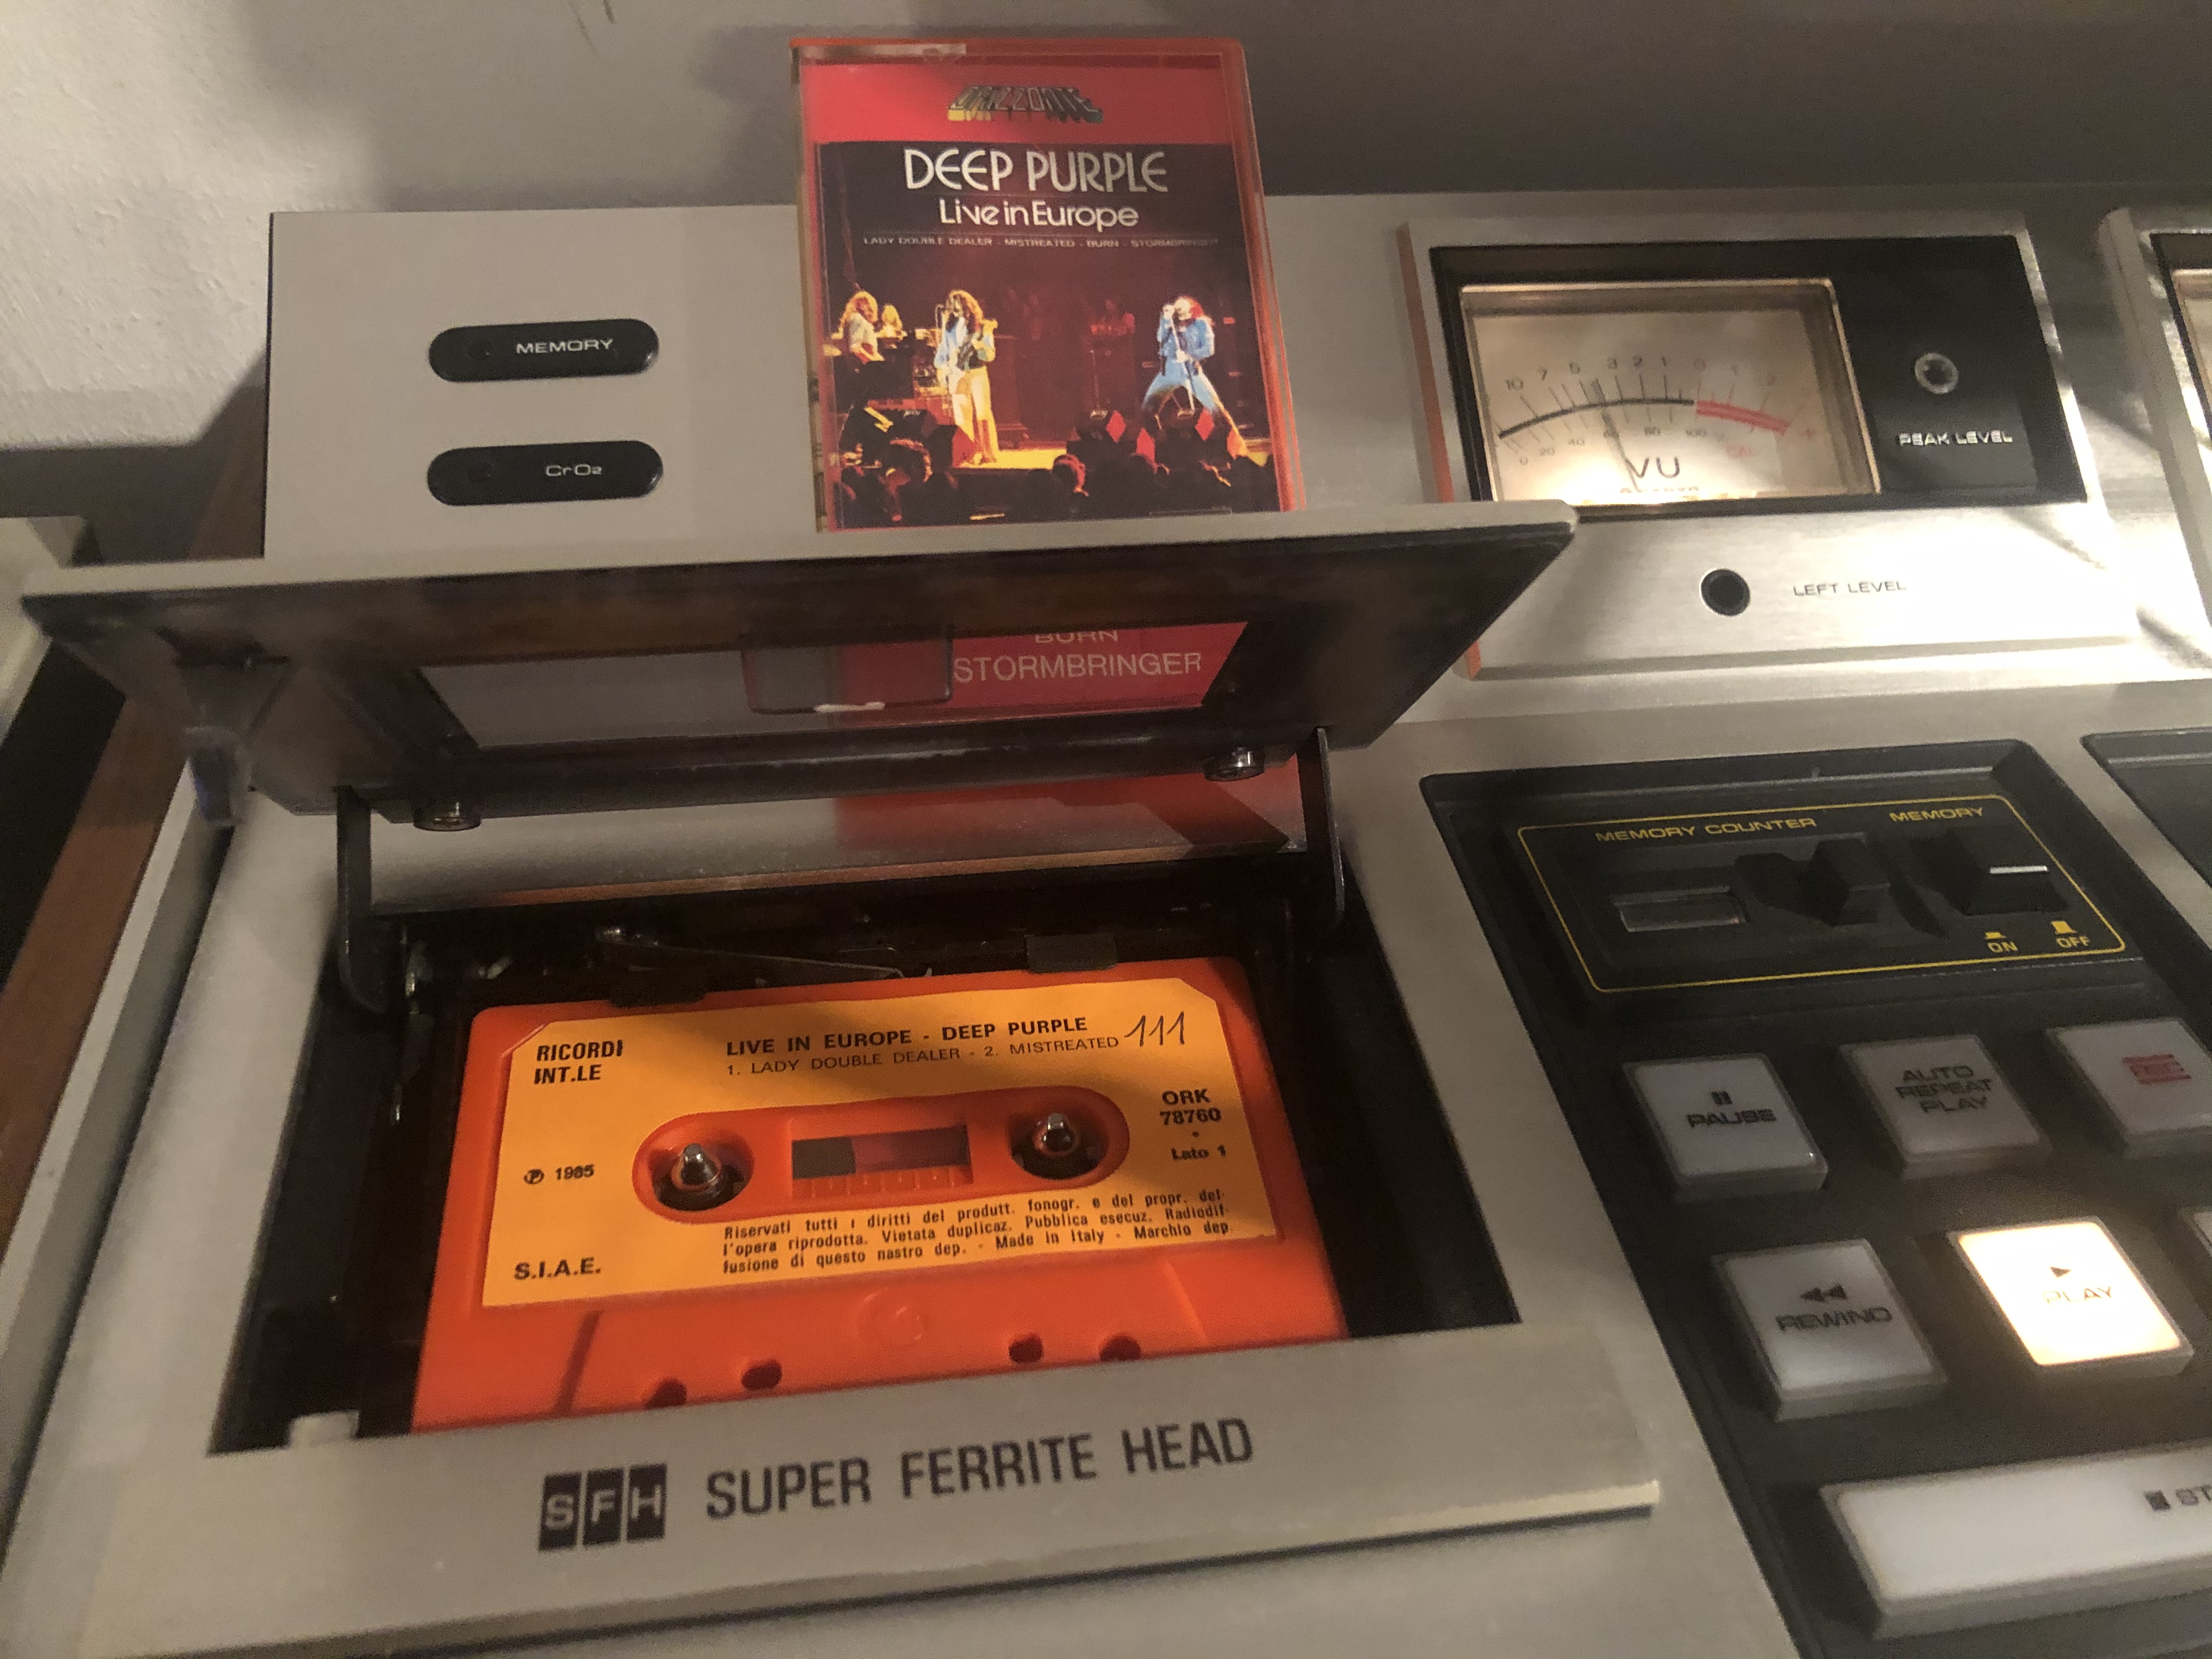 ORIZZONTE
DEEP PURPLE
Live in Europe
LADY DOUBLE DEALER - MISTREATED - BURN - STORMBRINGER
MEMORY
CrO2
10 7 5 3 2 1 0 1 2
0 20 40 60 80 100
VU
PEAK LEVEL
LEFT LEVEL
BURN
STORMBRINGER
MEMORY COUNTER
MEMORY
ON
OFF
RICORDI
INT.LE
LIVE IN EUROPE - DEEP PURPLE
1. LADY DOUBLE DEALER - 2. MISTREATED
111
ORK
78760
Lato 1
℗ 1985
S.I.A.E.
Riservati tutti i diritti del produtt. fonogr. e del propr. del-
l'opera riprodotta. Vietata duplicaz. Pubblica esecuz. Radiodif-
fusione di questo nastro dep. - Made in Italy - Marchio dep.
PAUSE
AUTO
REPEAT
PLAY
REC
REWIND
PLAY
SFH SUPER FERRITE HEAD